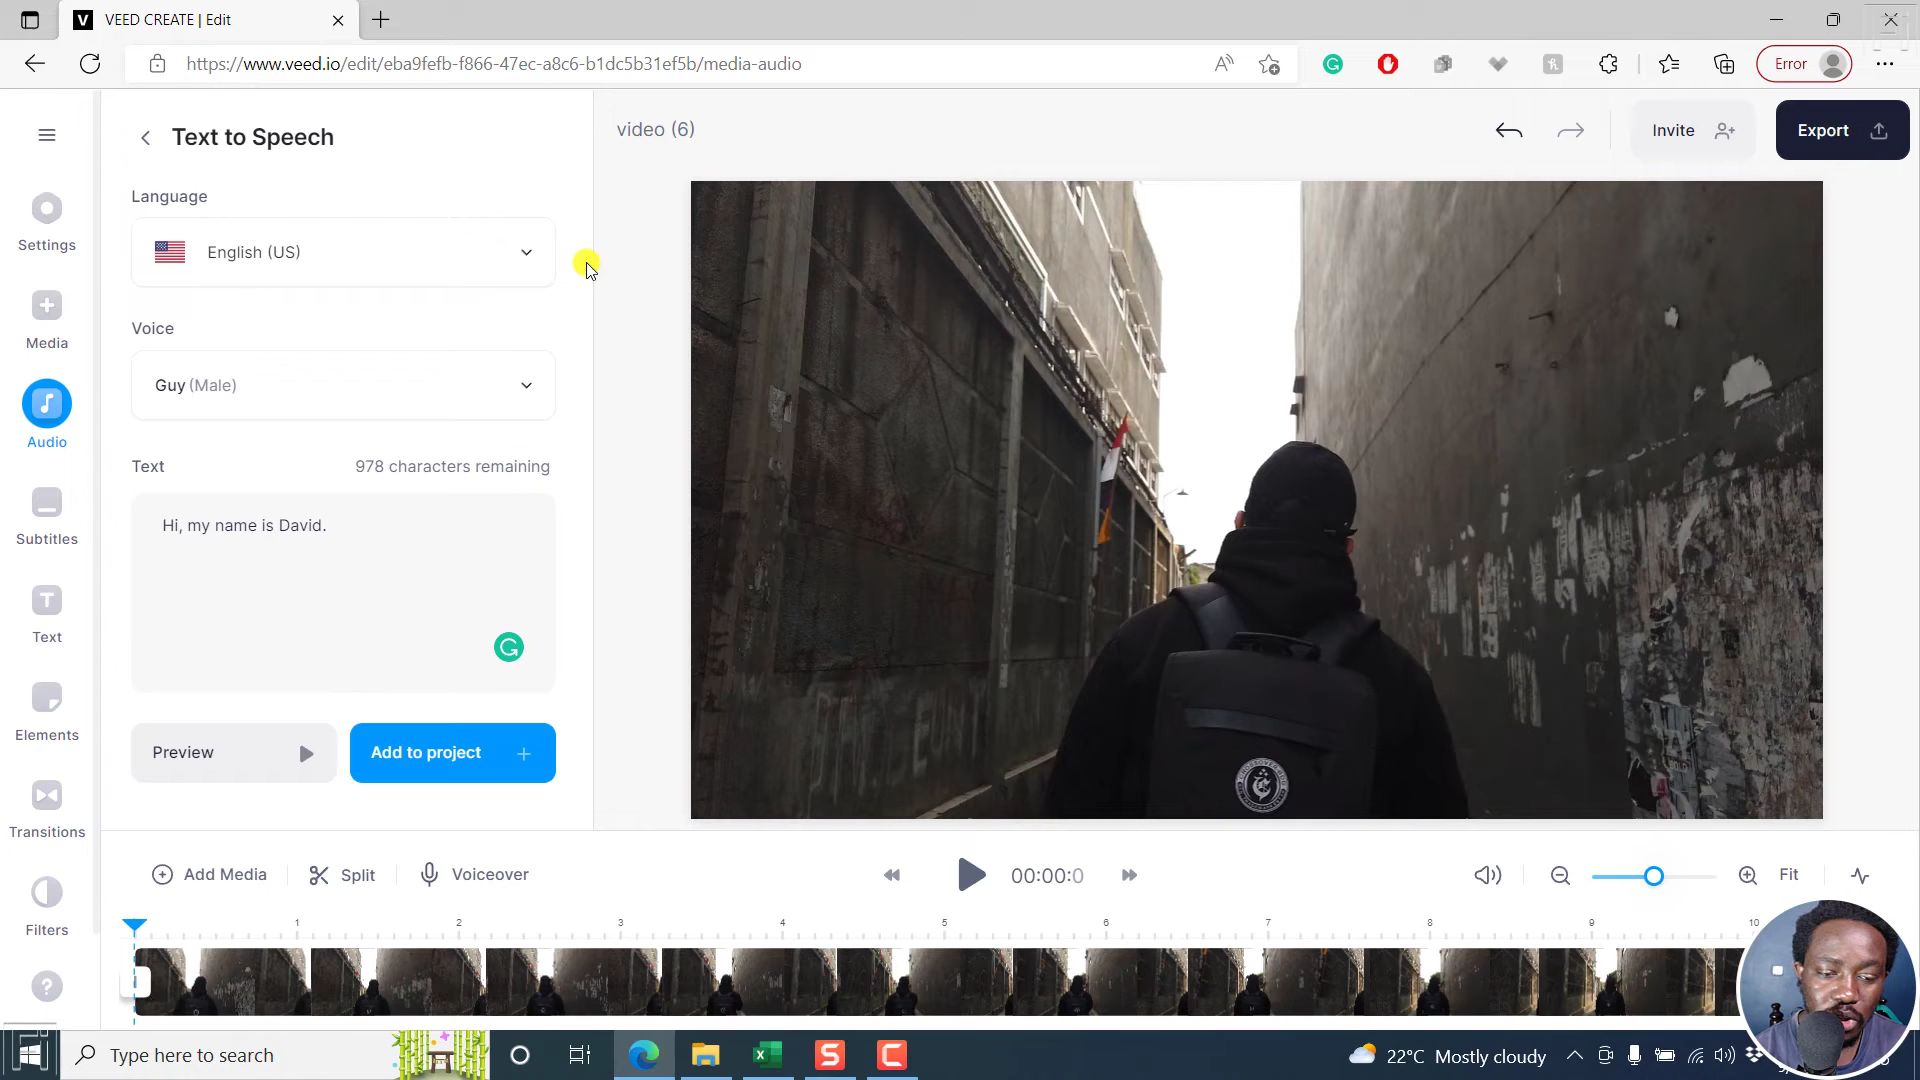 VEED CREATE | Edit
https://www.veed.io/edit/eba9fefb-f866-47ec-a8c6-b1dc5b31ef5b/media-audio
Error
Text to Speech
video (6)
Invite
Export
Settings
Media
Audio
Subtitles
Text
Elements
Transitions
Filters
Language
English (US)
Voice
Guy (Male)
Text
978 characters remaining
Hi, my name is David.
Preview
Add to project
Add Media
Split
Voiceover
00:00:0
Fit
1 2 3 4 5 6 7 8 9 10
Type here to search
22°C Mostly cloudy